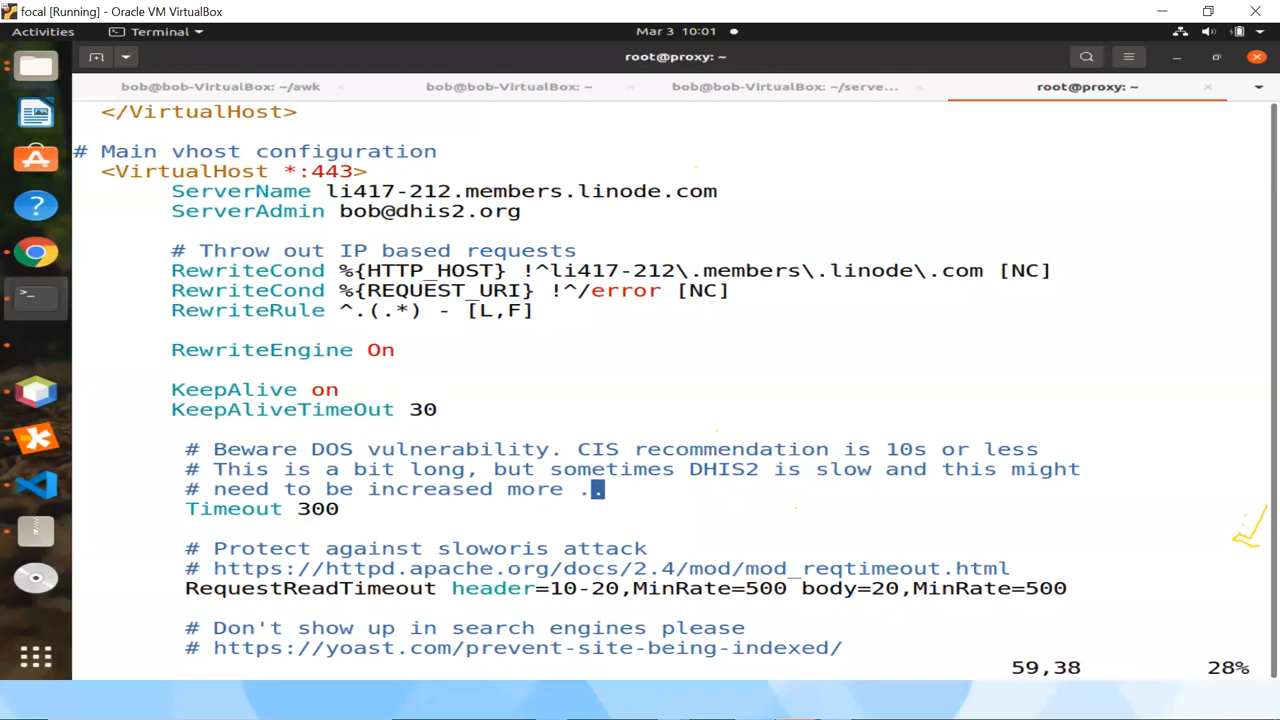 focal [Running] - Oracle VM VirtualBox
Activities Terminal Mar 3 10:01
root@proxy: ~
bob@bob-VirtualBox: ~/awk bob@bob-VirtualBox: ~ bob@bob-VirtualBox: ~/serve... root@proxy: ~
</VirtualHost>
# Main vhost configuration
<VirtualHost *:443>
ServerName li417-212.members.linode.com
ServerAdmin bob@dhis2.org
# Throw out IP based requests
RewriteCond %{HTTP_HOST} !^li417-212\.members\.linode\.com [NC]
RewriteCond %{REQUEST_URI} !^/error [NC]
RewriteRule ^.(.*) - [L,F]
RewriteEngine On
KeepAlive on
KeepAliveTimeOut 30
# Beware DOS vulnerability. CIS recommendation is 10s or less
# This is a bit long, but sometimes DHIS2 is slow and this might
# need to be increased more ..
Timeout 300
# Protect against sloworis attack
# https://httpd.apache.org/docs/2.4/mod/mod_reqtimeout.html
RequestReadTimeout header=10-20,MinRate=500 body=20,MinRate=500
# Don't show up in search engines please
# https://yoast.com/prevent-site-being-indexed/
59,38 28%